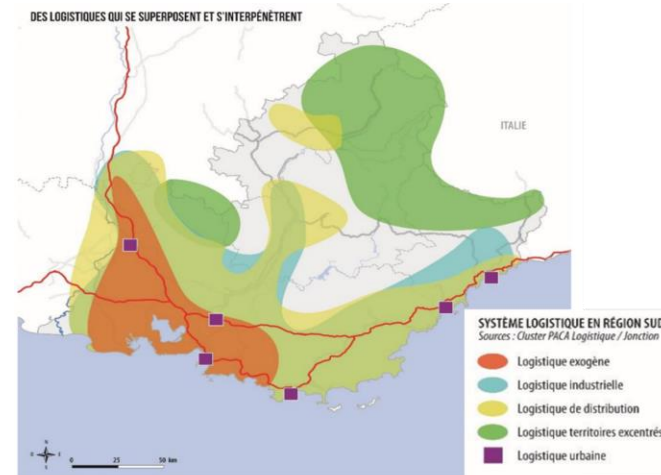 DES LOGISTIQUES QUI SE SUPERPOSENT ET S'INTERPÉNÈTRENT
ITALIE
SYSTÈME LOGISTIQUE EN RÉGION SUD
Sources : Cluster PACA Logistique / Jonction
Logistique exogène
Logistique industrielle
Logistique de distribution
Logistique territoires excentrés
Logistique urbaine
N
0 25 50 km